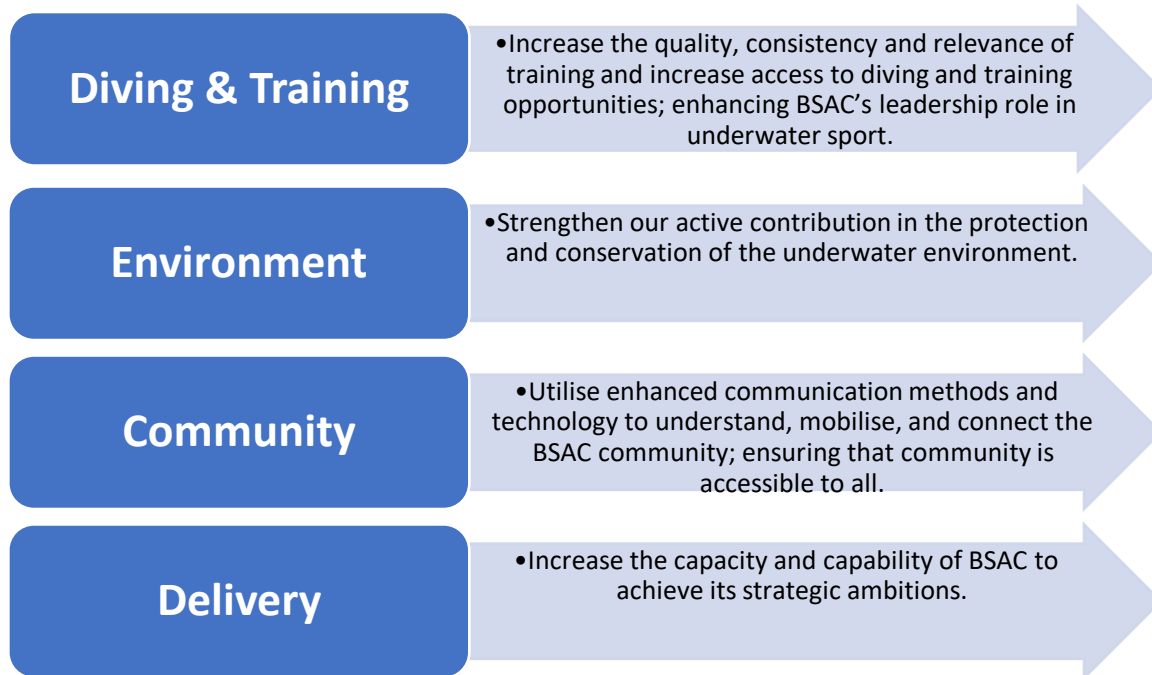 Diving & Training
•Increase the quality, consistency and relevance of
training and increase access to diving and training
opportunities; enhancing BSAC’s leadership role in
underwater sport.
Environment
•Strengthen our active contribution in the protection
and conservation of the underwater environment.
Community
•Utilise enhanced communication methods and
technology to understand, mobilise, and connect the
BSAC community; ensuring that community is
accessible to all.
Delivery
•Increase the capacity and capability of BSAC to
achieve its strategic ambitions.